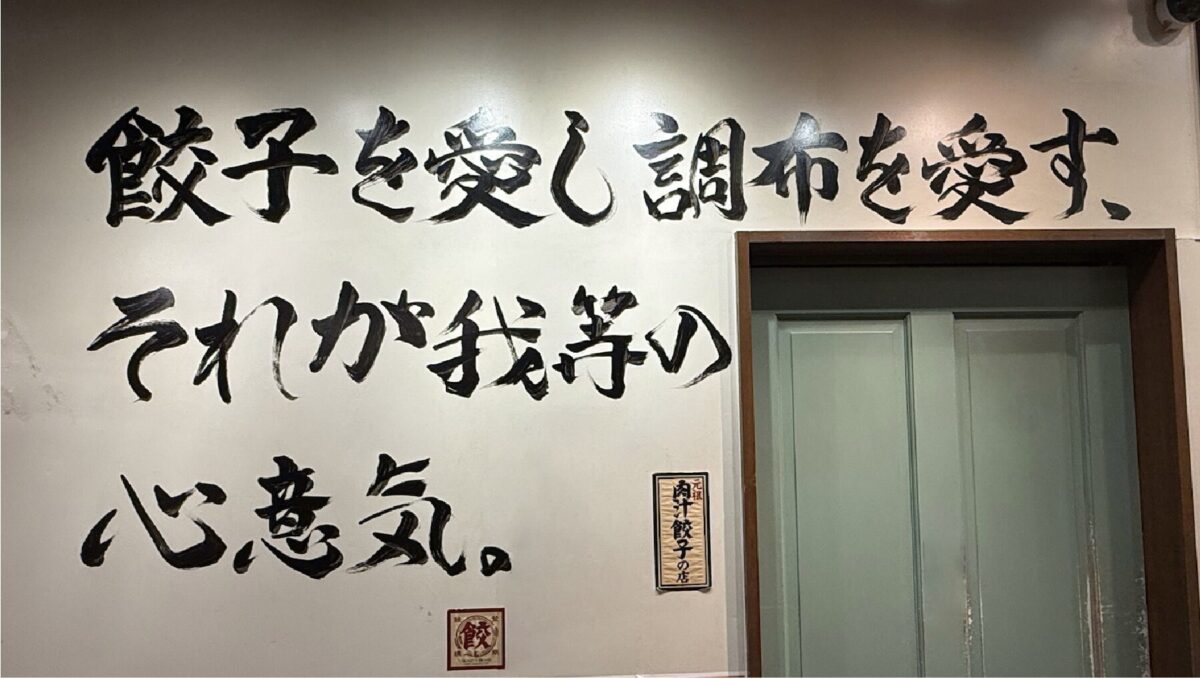 餃子を愛し調布を愛す、
それが我等の
心意気。
元祖
肉汁餃子の店
餃